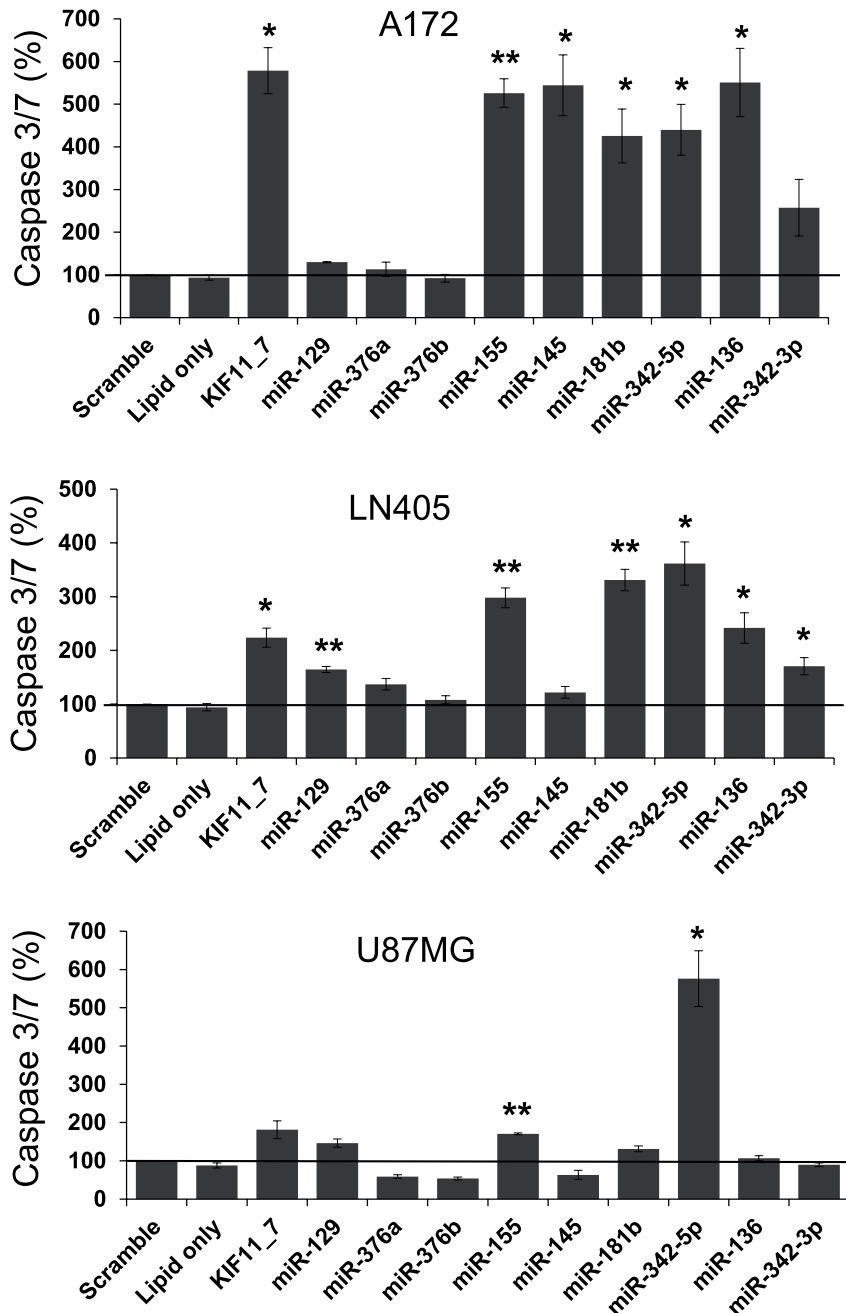 A172
Caspase 3/7 (%)
700
600
500
400
300
200
100
0
* ** * * * *
Scramble
Lipid only
KIF11_7
miR-129
miR-376a
miR-376b
miR-155
miR-145
miR-181b
miR-342-5p
miR-136
miR-342-3p
LN405
Caspase 3/7 (%)
500
400
300
200
100
0
* ** ** ** * * *
Scramble
Lipid only
KIF11_7
miR-129
miR-376a
miR-376b
miR-155
miR-145
miR-181b
miR-342-5p
miR-136
miR-342-3p
U87MG
Caspase 3/7 (%)
700
600
500
400
300
200
100
0
** *
Scramble
Lipid only
KIF11_7
miR-129
miR-376a
miR-376b
miR-155
miR-145
miR-181b
miR-342-5p
miR-136
miR-342-3p